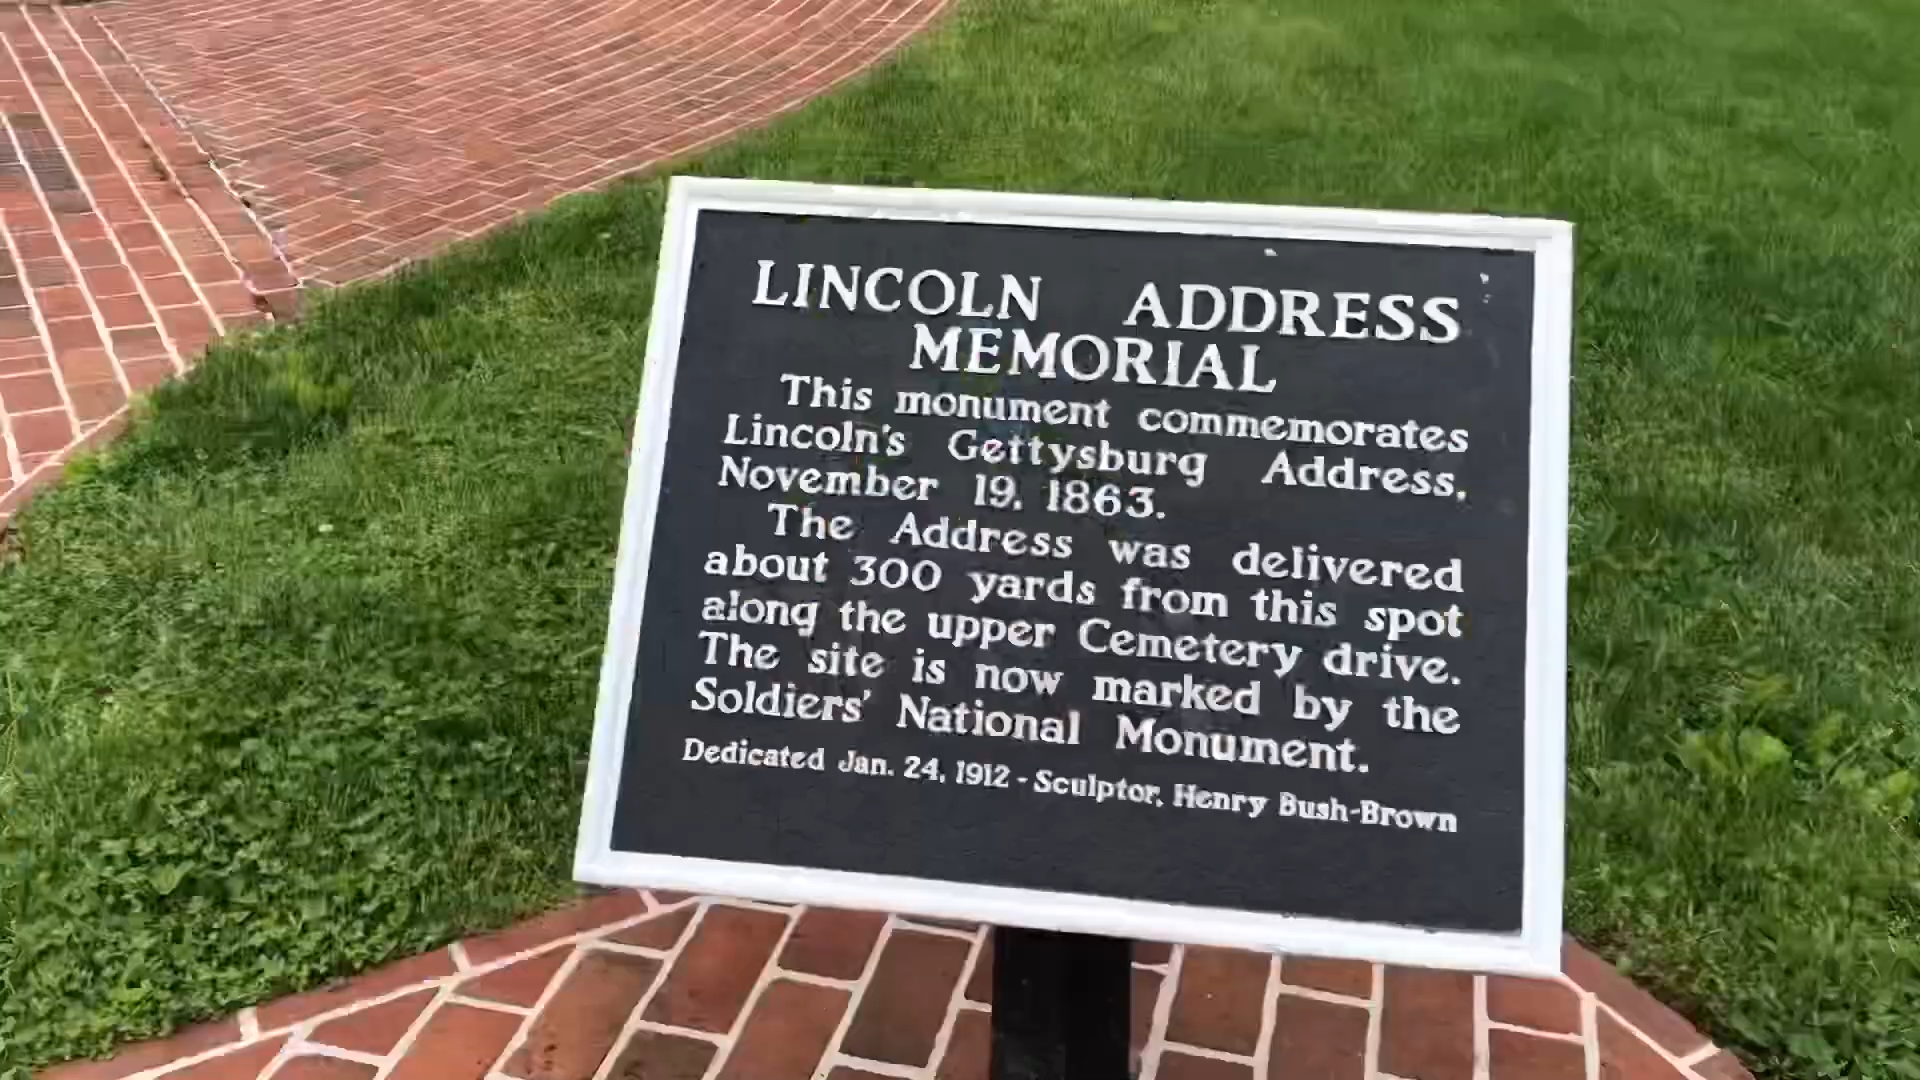 LINCOLN ADDRESS
MEMORIAL
This monument commemorates
Lincoln's Gettysburg Address,
November 19, 1863.
The Address was delivered
about 300 yards from this spot
along the upper Cemetery drive.
The site is now marked by the
Soldiers' National Monument.
Dedicated Jan. 24, 1912 - Sculptor, Henry Bush-Brown